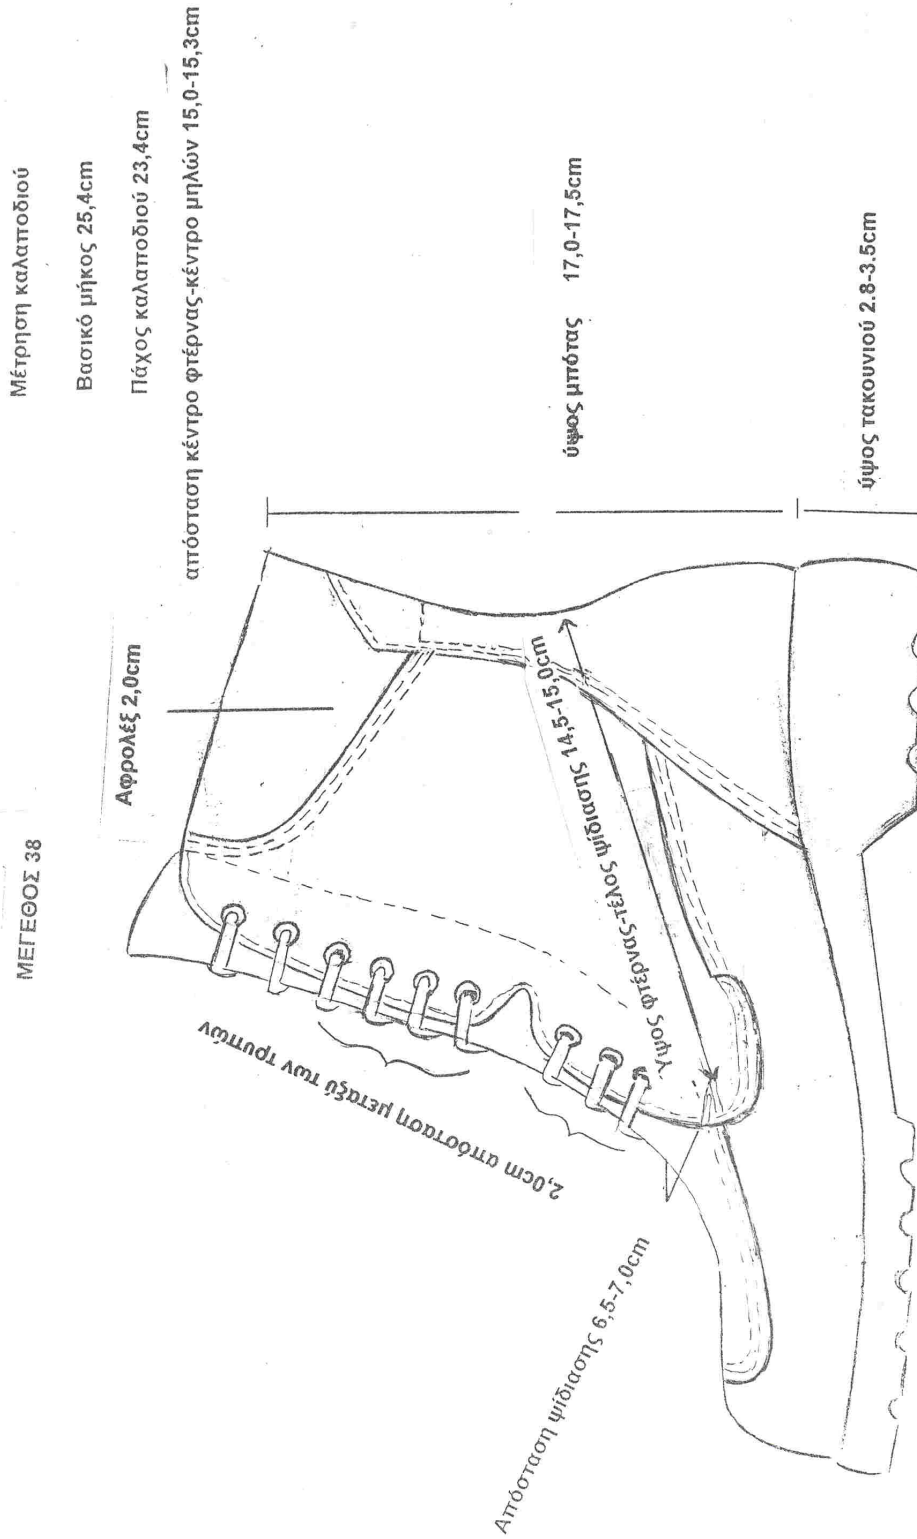 ΜΕΓΕΘΟΣ 38
Μέτρηση καλαποδιού
Βασικό μήκος 25,4cm
Πάχος καλαποδιού 23,4cm
απόσταση κέντρο φτέρνας-κέντρο μηλών 15,0-15,3cm
Αφρολέξ 2,0cm
2,0cm απόσταση μεταξύ των τρυπών
Υψος φτέρνας-τέλος ψίδιασης 14,5-15,0cm
Απόσταση ψίδιασης 6,5-7,0cm
ύψος μπότας 17,0-17,5cm
ύψος τακουνιού 2.8-3.5cm